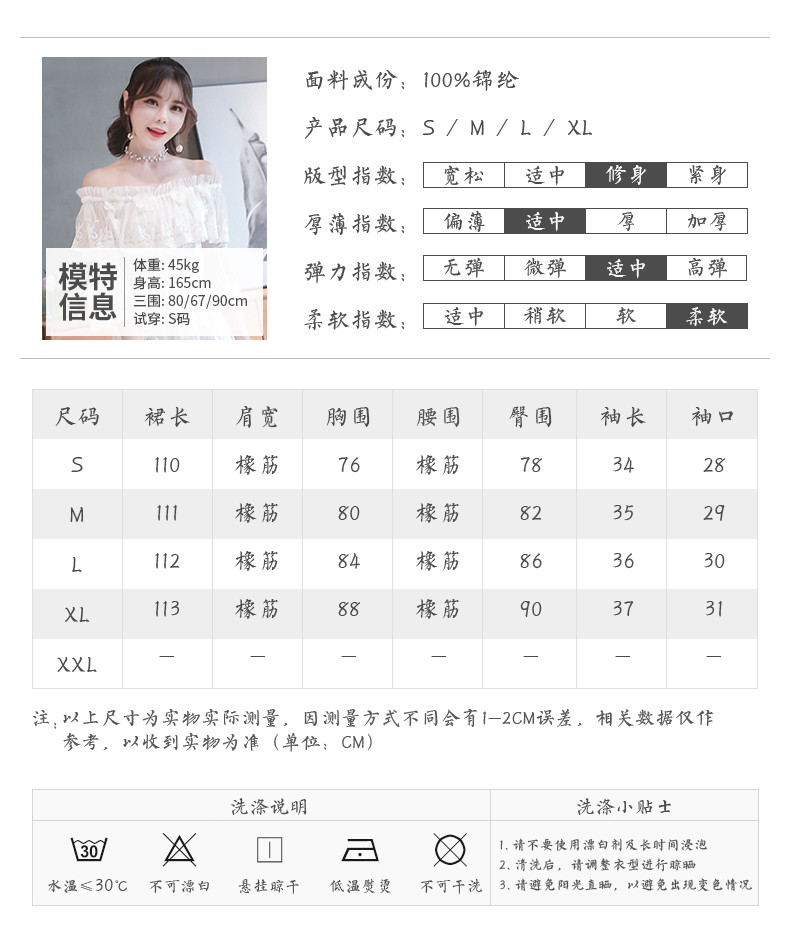 面料成份：100%锦纶
产品尺码：S / M / L / XL
版型指数：宽松 适中 修身 紧身
厚薄指数：偏薄 适中 厚 加厚
弹力指数：无弹 微弹 适中 高弹
柔软指数：适中 稍软 软 柔软
模特信息
体重: 45kg
身高: 165cm
三围: 80/67/90cm
试穿: S码
尺码 裙长 肩宽 胸围 腰围 臀围 袖长 袖口
S 110 橡筋 76 橡筋 78 34 28
M 111 橡筋 80 橡筋 82 35 29
L 112 橡筋 84 橡筋 86 36 30
XL 113 橡筋 88 橡筋 90 37 31
XXL — — — — — — —
注：以上尺寸为实物实际测量，因测量方式不同会有1—2CM误差，相关数据仅作
参考，以收到实物为准（单位：CM）
洗涤说明 洗涤小贴士
30
水温≤30℃ 不可漂白 悬挂晾干 低温熨烫 不可干洗
1. 请不要使用漂白剂及长时间浸泡
2. 清洗后，请调整衣型进行晾晒
3. 请避免阳光直晒，以避免出现变色情况